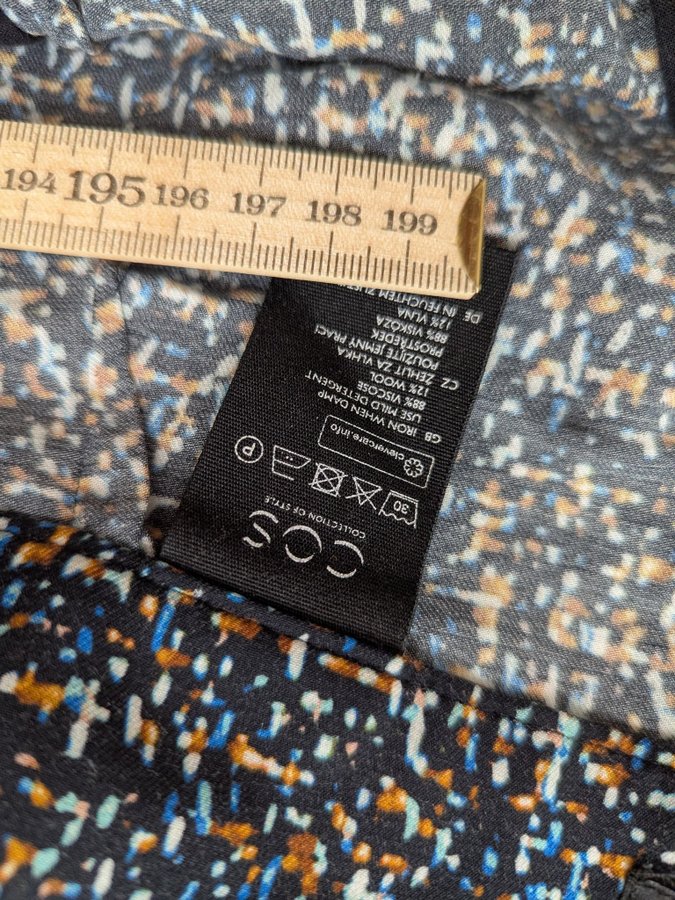 194 195 196 197 198 199
COS
COLLECTION OF STYLE
30 P
clevercare.info
GB IRON WHEN DAMP
USE MILD DETERGENT
88% VISCOSE
12% WOOL
CZ ŽEHLIT ZA VLHKA
POUŽIJTE JEMNÝ PRACÍ
PROSTŘEDEK
88% VISKÓZA
12% VLNA
DE IN FEUCHTEM